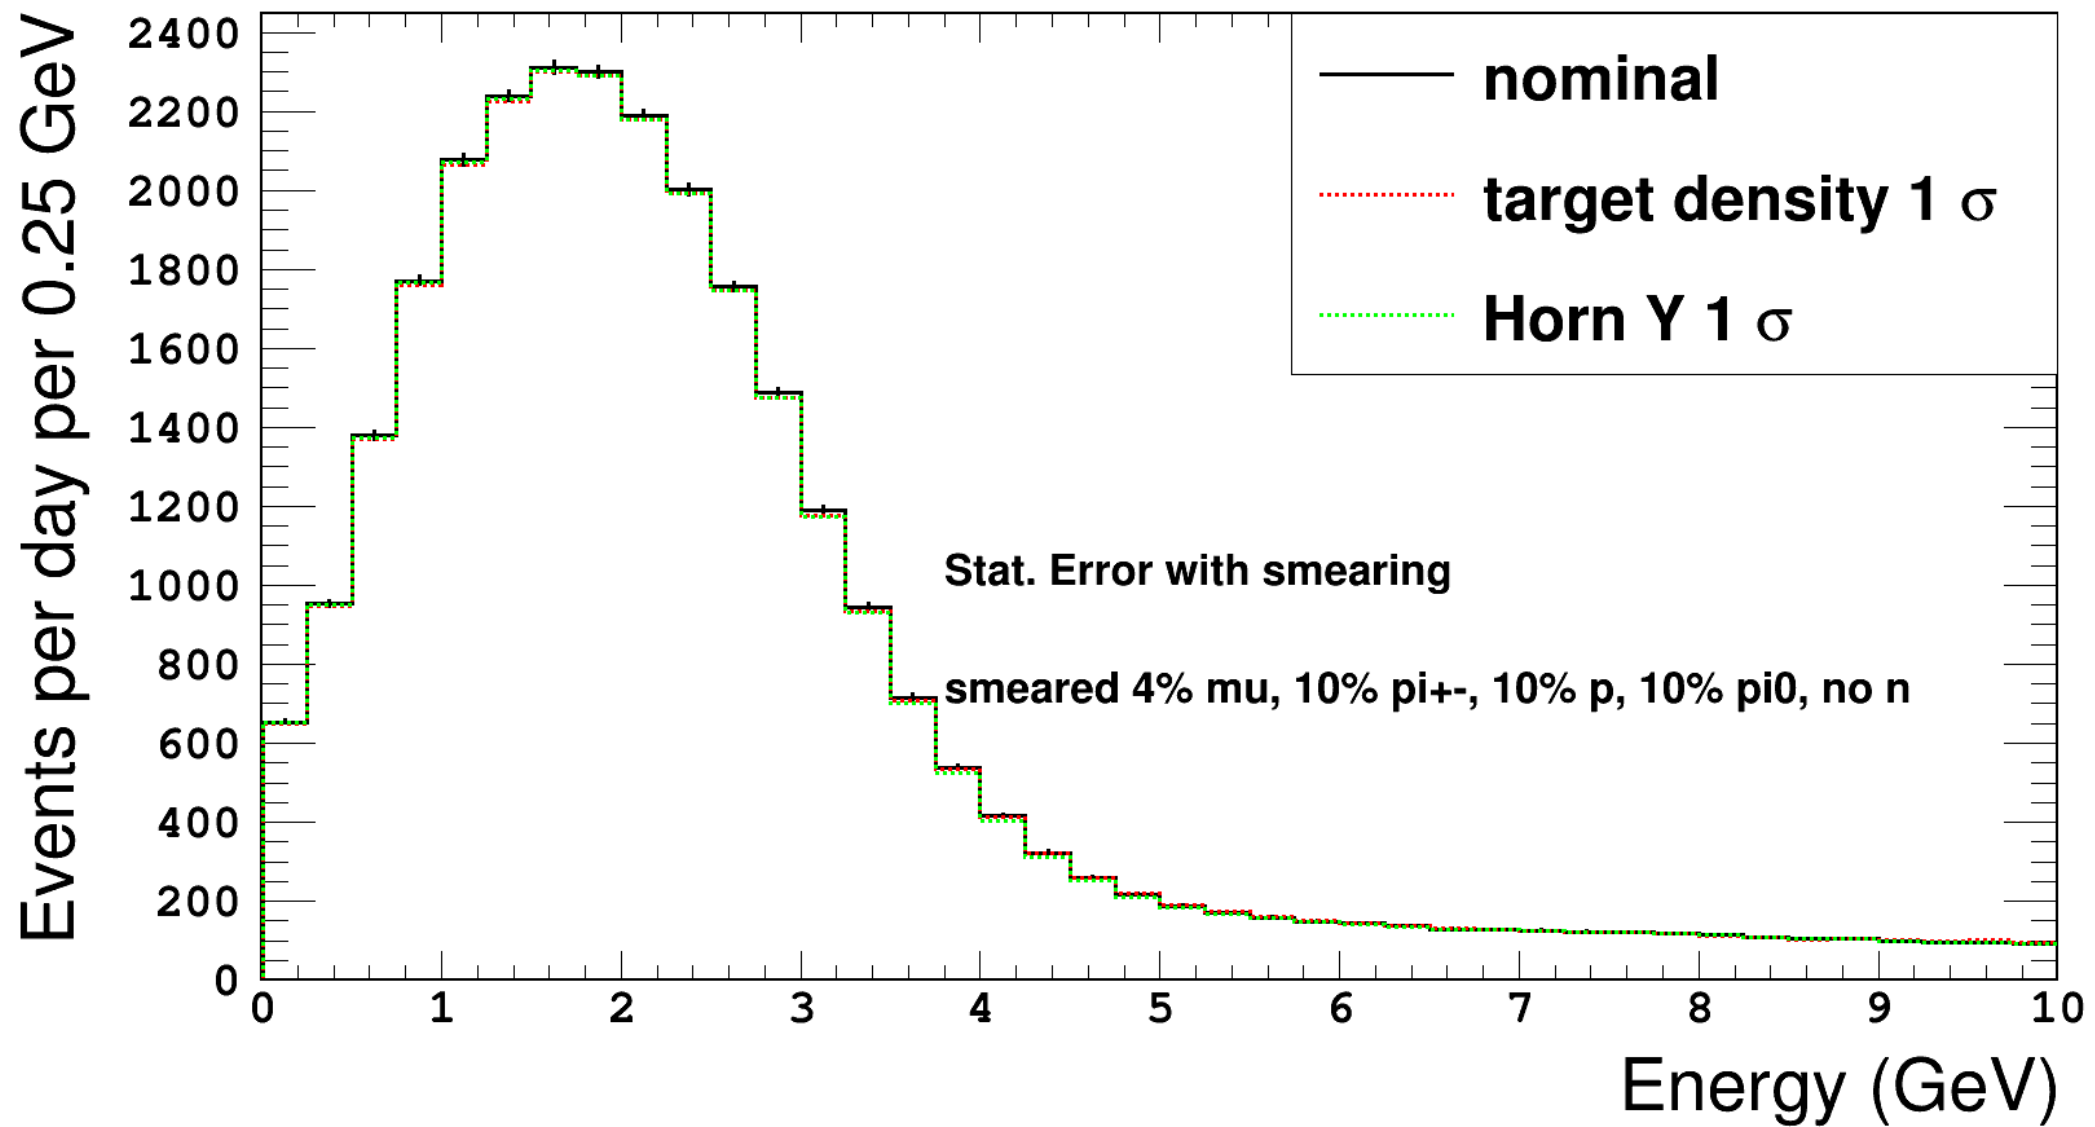 Events per day per 0.25 GeV
2400
2200
2000
1800
1600
1400
1200
1000
800
600
400
200
0
nominal
target density 1 σ
Horn Y 1 σ
Stat. Error with smearing
smeared 4% mu, 10% pi+-, 10% p, 10% pi0, no n
0 1 2 3 4 5 6 7 8 9 10
Energy (GeV)